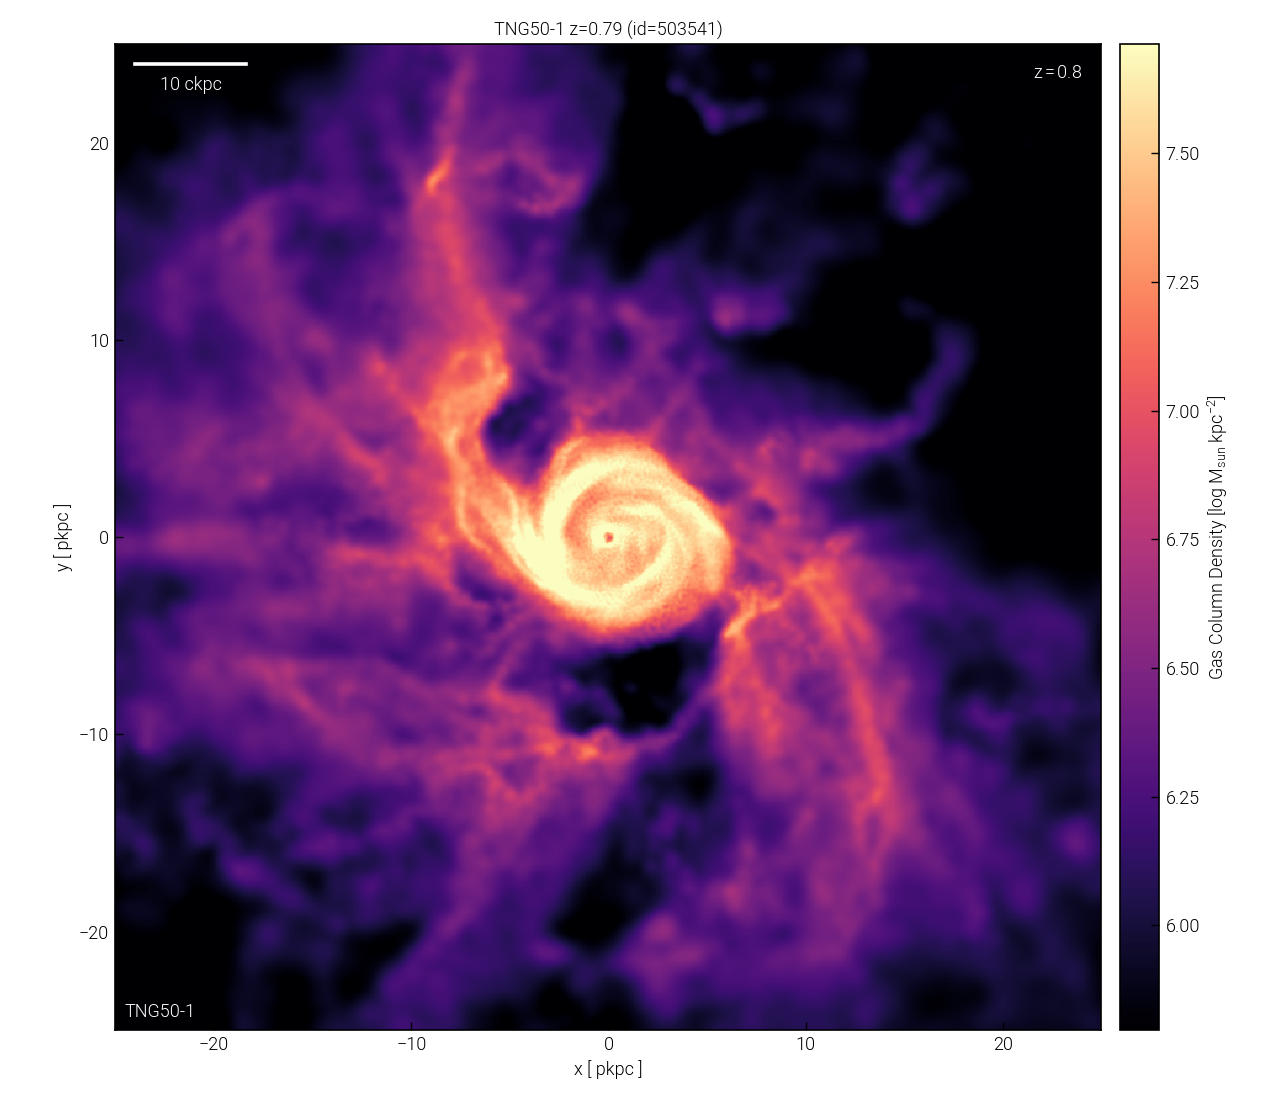 TNG50-1 z=0.79 (id=503541)
10 ckpc
z=0.8
20
10
0
−10
−20
y [ pkpc ]
TNG50-1
−20
−10
0
10
20
x [ pkpc ]
7.50
7.25
7.00
6.75
6.50
6.25
6.00
Gas Column Density [log Msun kpc−2]